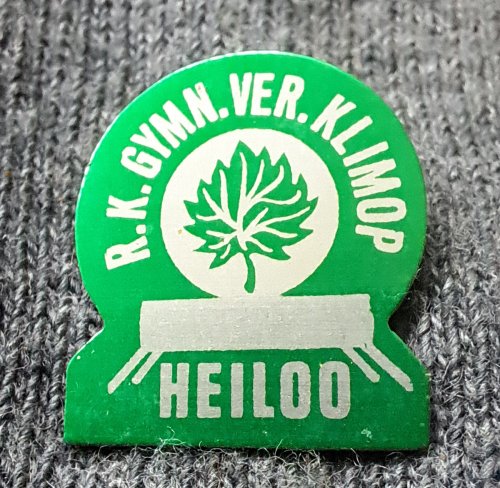 R.K. GYMN. VER. KLIMOP
HEILOO